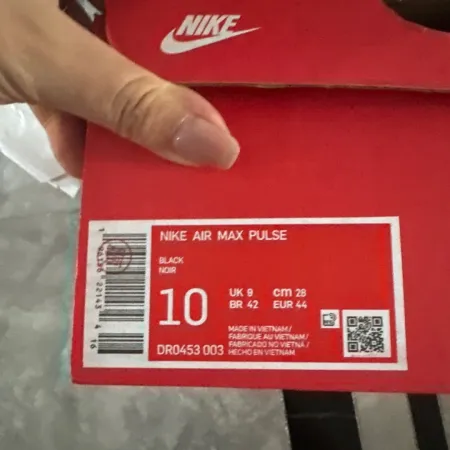 NIKE
NIKE AIR MAX PULSE
BLACK
NOIR
10
UK 9 cm 28
BR 42 EUR 44
MADE IN VIETNAM/
FABRIQUE AU VIETNAM/
FABRICADO NO VIETNÃ/
HECHO EN VIETNAM
DR0453 003